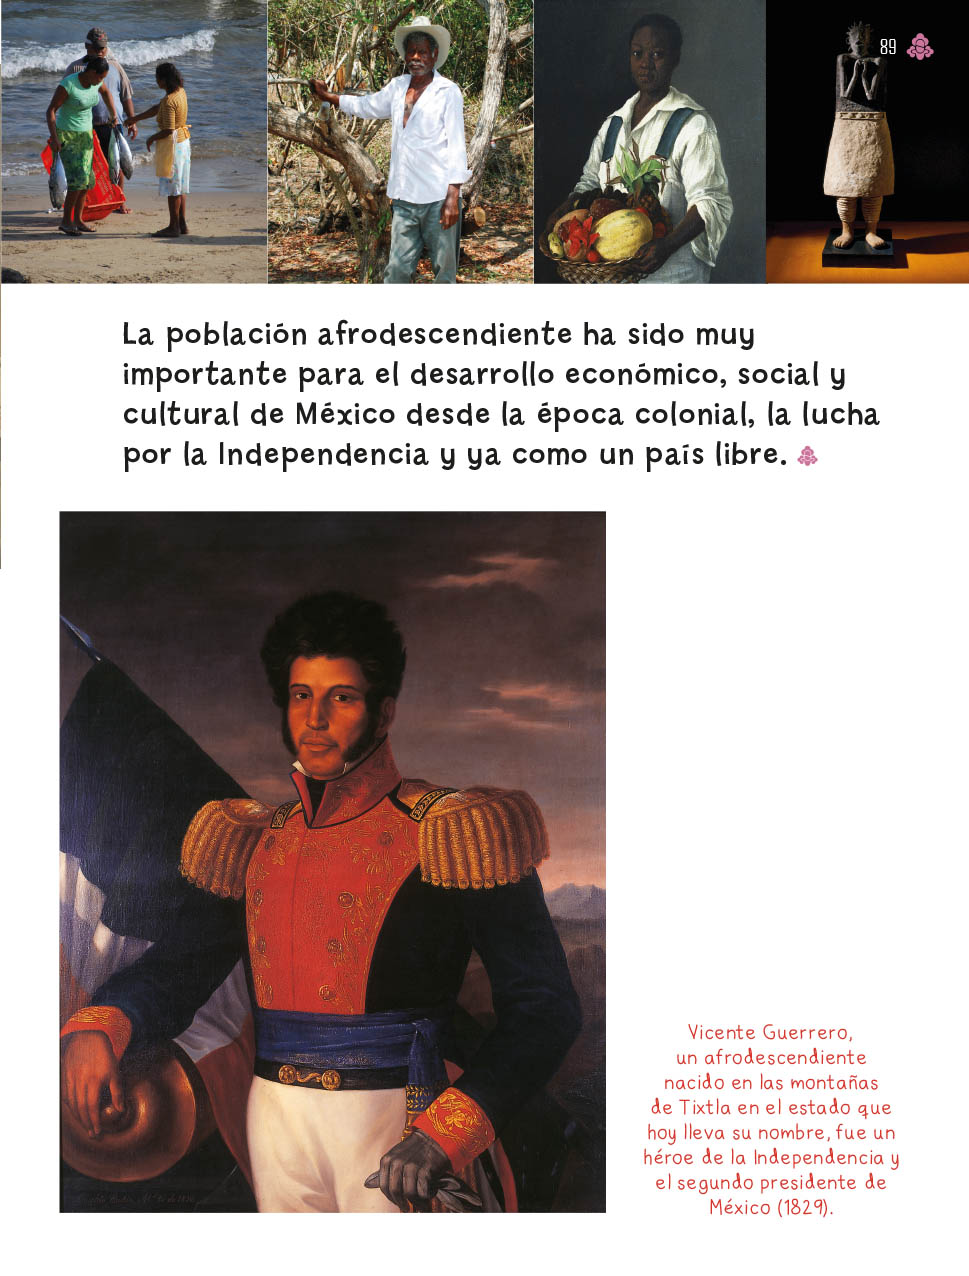 89
La población afrodescendiente ha sido muy
importante para el desarrollo económico, social y
cultural de México desde la época colonial, la lucha
por la Independencia y ya como un país libre.
Vicente Guerrero,
un afrodescendiente
nacido en las montañas
de Tixtla en el estado que
hoy lleva su nombre, fue un
héroe de la Independencia y
el segundo presidente de
México (1829).